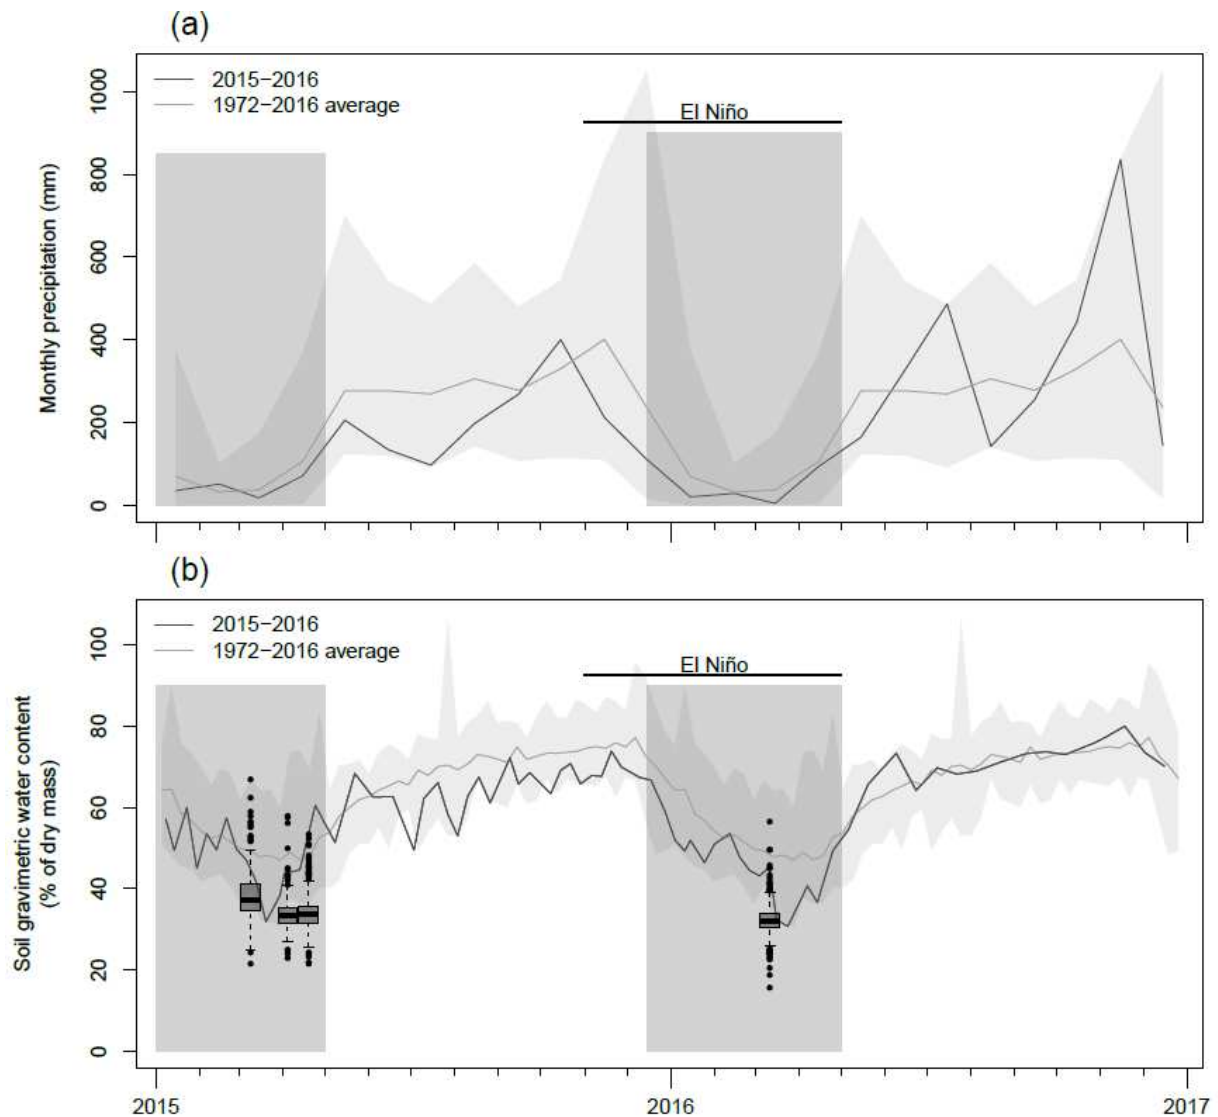 (a)
2015−2016
1972−2016 average
El Niño
Monthly precipitation (mm)
1000
800
600
400
200
0
(b)
2015−2016
1972−2016 average
El Niño
Soil gravimetric water content
(% of dry mass)
100
80
60
40
20
0
2015
2016
2017